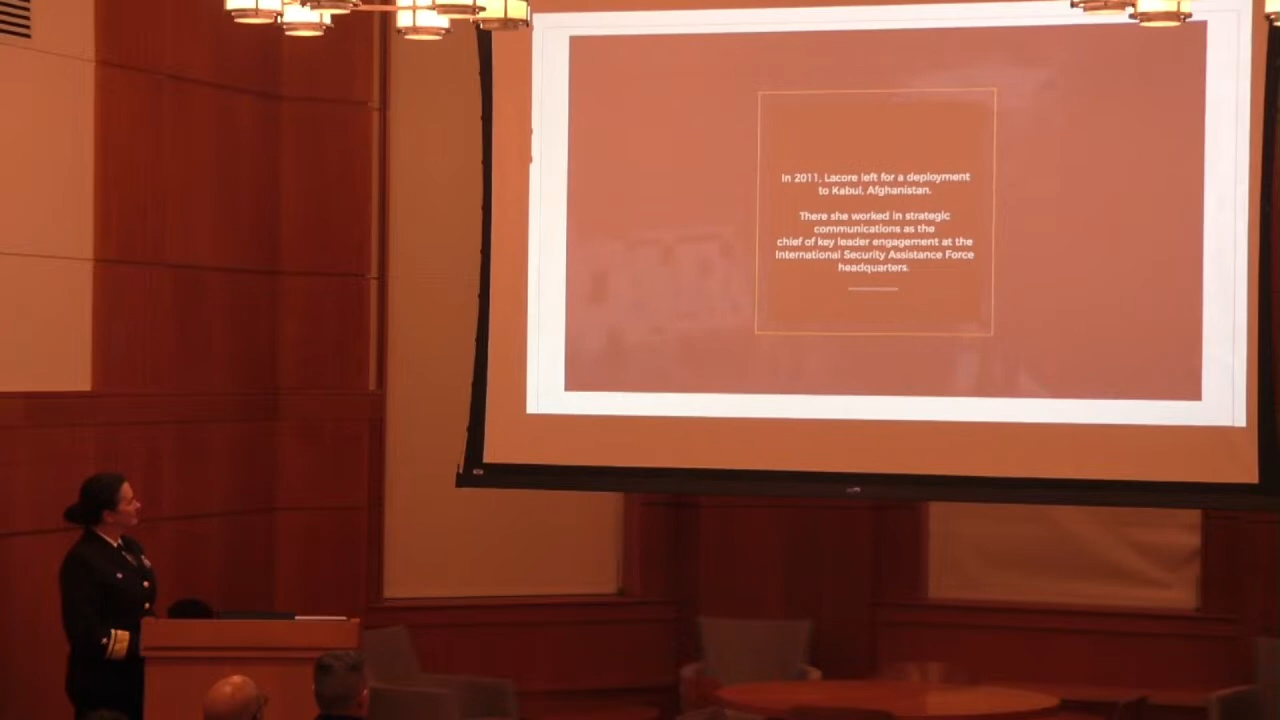 In 2011, Lacore left for a deployment
to Kabul, Afghanistan.
There she worked in strategic
communications as the
chief of key leader engagement at the
International Security Assistance Force
headquarters.